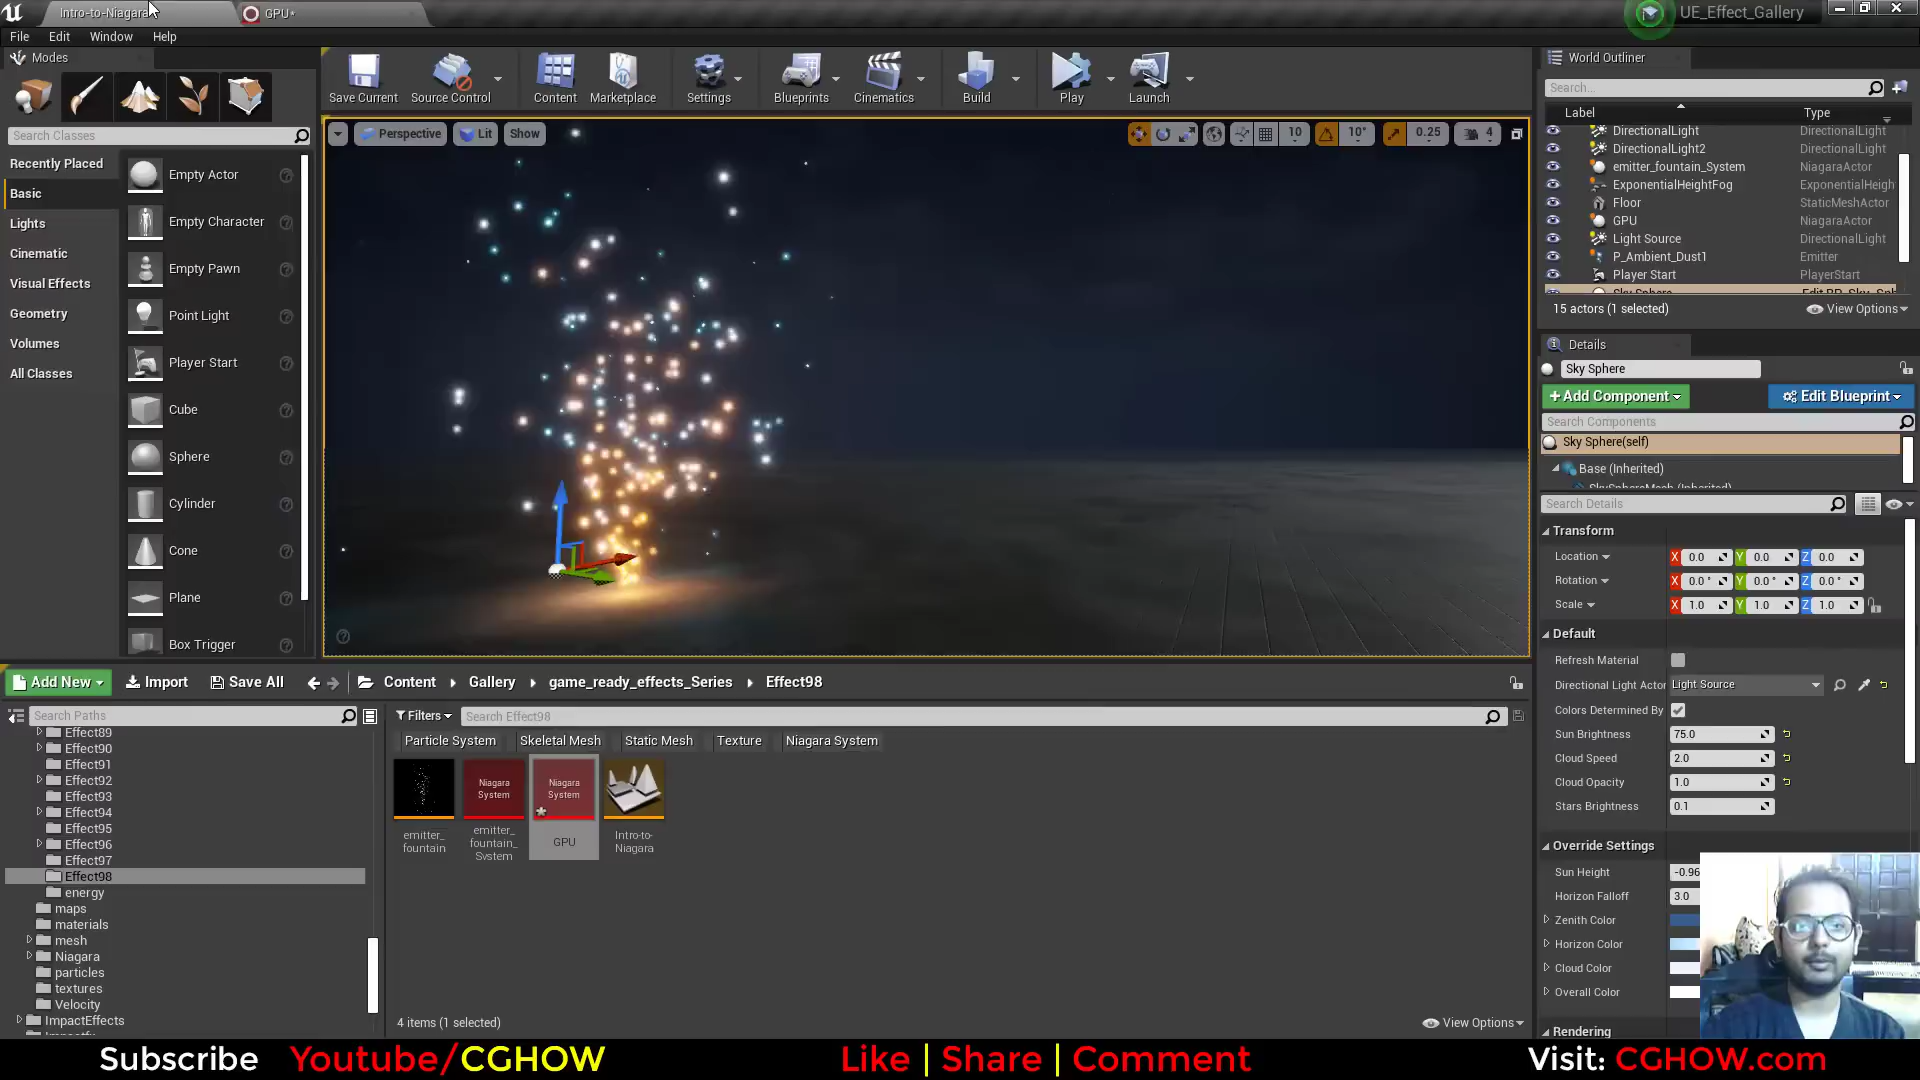 Intro-to-Niagara
GPU*
UE_Effect_Gallery
File Edit Window Help
Modes
Search Classes
Recently Placed
Basic
Lights
Cinematic
Visual Effects
Geometry
Volumes
All Classes
Empty Actor
Empty Character
Empty Pawn
Point Light
Player Start
Cube
Sphere
Cylinder
Cone
Plane
Box Trigger
Save Current Source Control Content Marketplace Settings Blueprints Cinematics Build Play Launch
Perspective Lit Show
10 10° 0.25 4
World Outliner
Search...
Label Type
DirectionalLight DirectionalLight
DirectionalLight2 DirectionalLight
emitter_fountain_System NiagaraActor
ExponentialHeightFog ExponentialHeigh
Floor StaticMeshActor
GPU NiagaraActor
Light Source DirectionalLight
P_Ambient_Dust1 Emitter
Player Start PlayerStart
15 actors (1 selected) View Options
Details
Sky Sphere
+Add Component Edit Blueprint
Search Components
Sky Sphere(self)
Base (Inherited)
Search Details
Transform
Location X 0.0 Y 0.0 Z 0.0
Rotation X 0.0 ° Y 0.0 ° Z 0.0 °
Scale X 1.0 Y 1.0 Z 1.0
Default
Refresh Material
Directional Light Actor Light Source
Colors Determined By
Sun Brightness 75.0
Cloud Speed 2.0
Cloud Opacity 1.0
Stars Brightness 0.1
Override Settings
Sun Height -0.96
Horizon Falloff 3.0
Zenith Color
Horizon Color
Cloud Color
Overall Color
Rendering
Add New Import Save All Content Gallery game_ready_effects_Series Effect98
Search Paths
Effect89
Effect90
Effect91
Effect92
Effect93
Effect94
Effect95
Effect96
Effect97
Effect98
energy
maps
materials
mesh
Niagara
particles
textures
Velocity
ImpactEffects
Filters Search Effect98
Particle System Skeletal Mesh Static Mesh Texture Niagara System
Niagara System
Niagara System
emitter_
fountain
emitter_
fountain_
System
GPU
Intro-to-
Niagara
4 items (1 selected) View Options
Subscribe Youtube/CGHOW Like | Share | Comment Visit: CGHOW.com